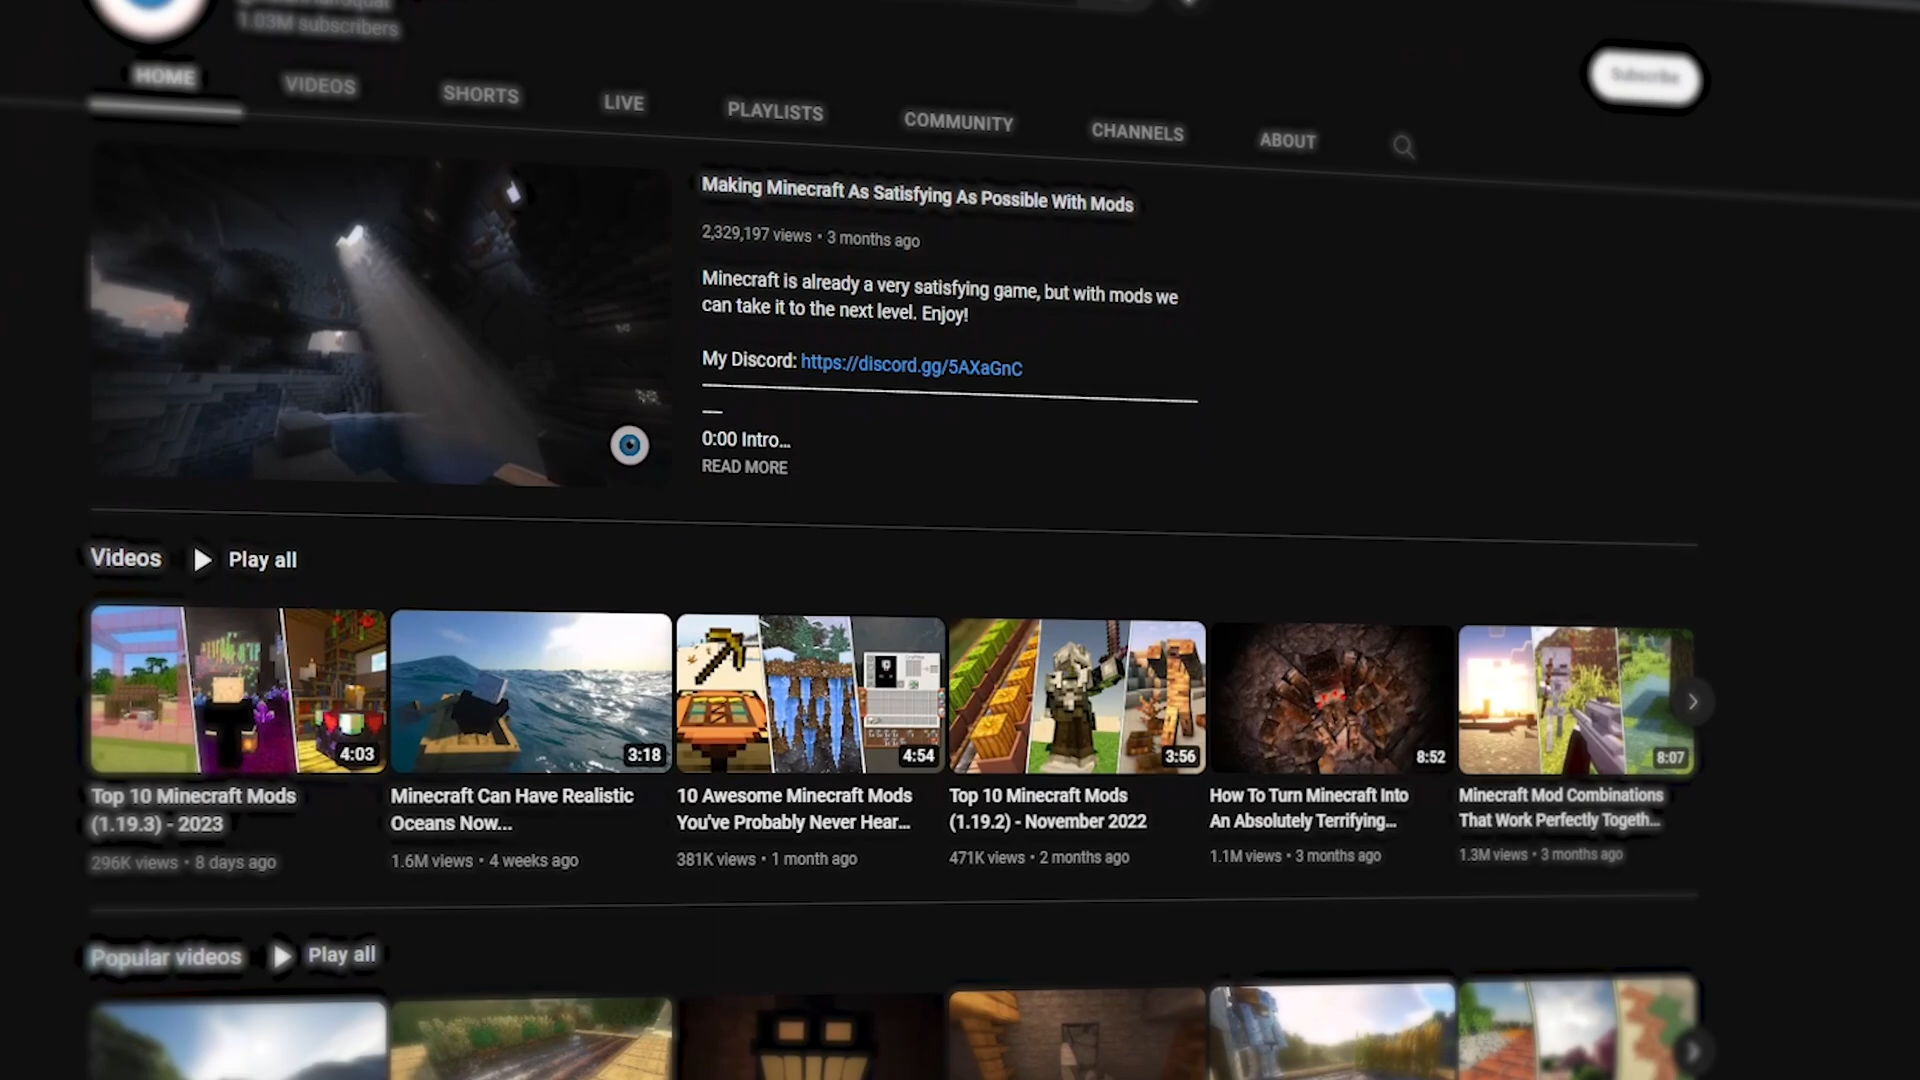 1.03M subscribers
Subscribe
HOME
VIDEOS
SHORTS
LIVE
PLAYLISTS
COMMUNITY
CHANNELS
ABOUT
Making Minecraft As Satisfying As Possible With Mods
2,329,197 views • 3 months ago
Minecraft is already a very satisfying game, but with mods we
can take it to the next level. Enjoy!
My Discord: https://discord.gg/5AXaGnC
0:00 Intro...
READ MORE
Videos
Play all
4:03
3:18
4:54
3:56
8:52
8:07
Top 10 Minecraft Mods
(1.19.3) - 2023
296K views • 8 days ago
Minecraft Can Have Realistic
Oceans Now...
1.6M views • 4 weeks ago
10 Awesome Minecraft Mods
You've Probably Never Hear...
381K views • 1 month ago
Top 10 Minecraft Mods
(1.19.2) - November 2022
471K views • 2 months ago
How To Turn Minecraft Into
An Absolutely Terrifying...
1.1M views • 3 months ago
Minecraft Mod Combinations
That Work Perfectly Togeth...
1.3M views • 3 months ago
Popular videos
Play all